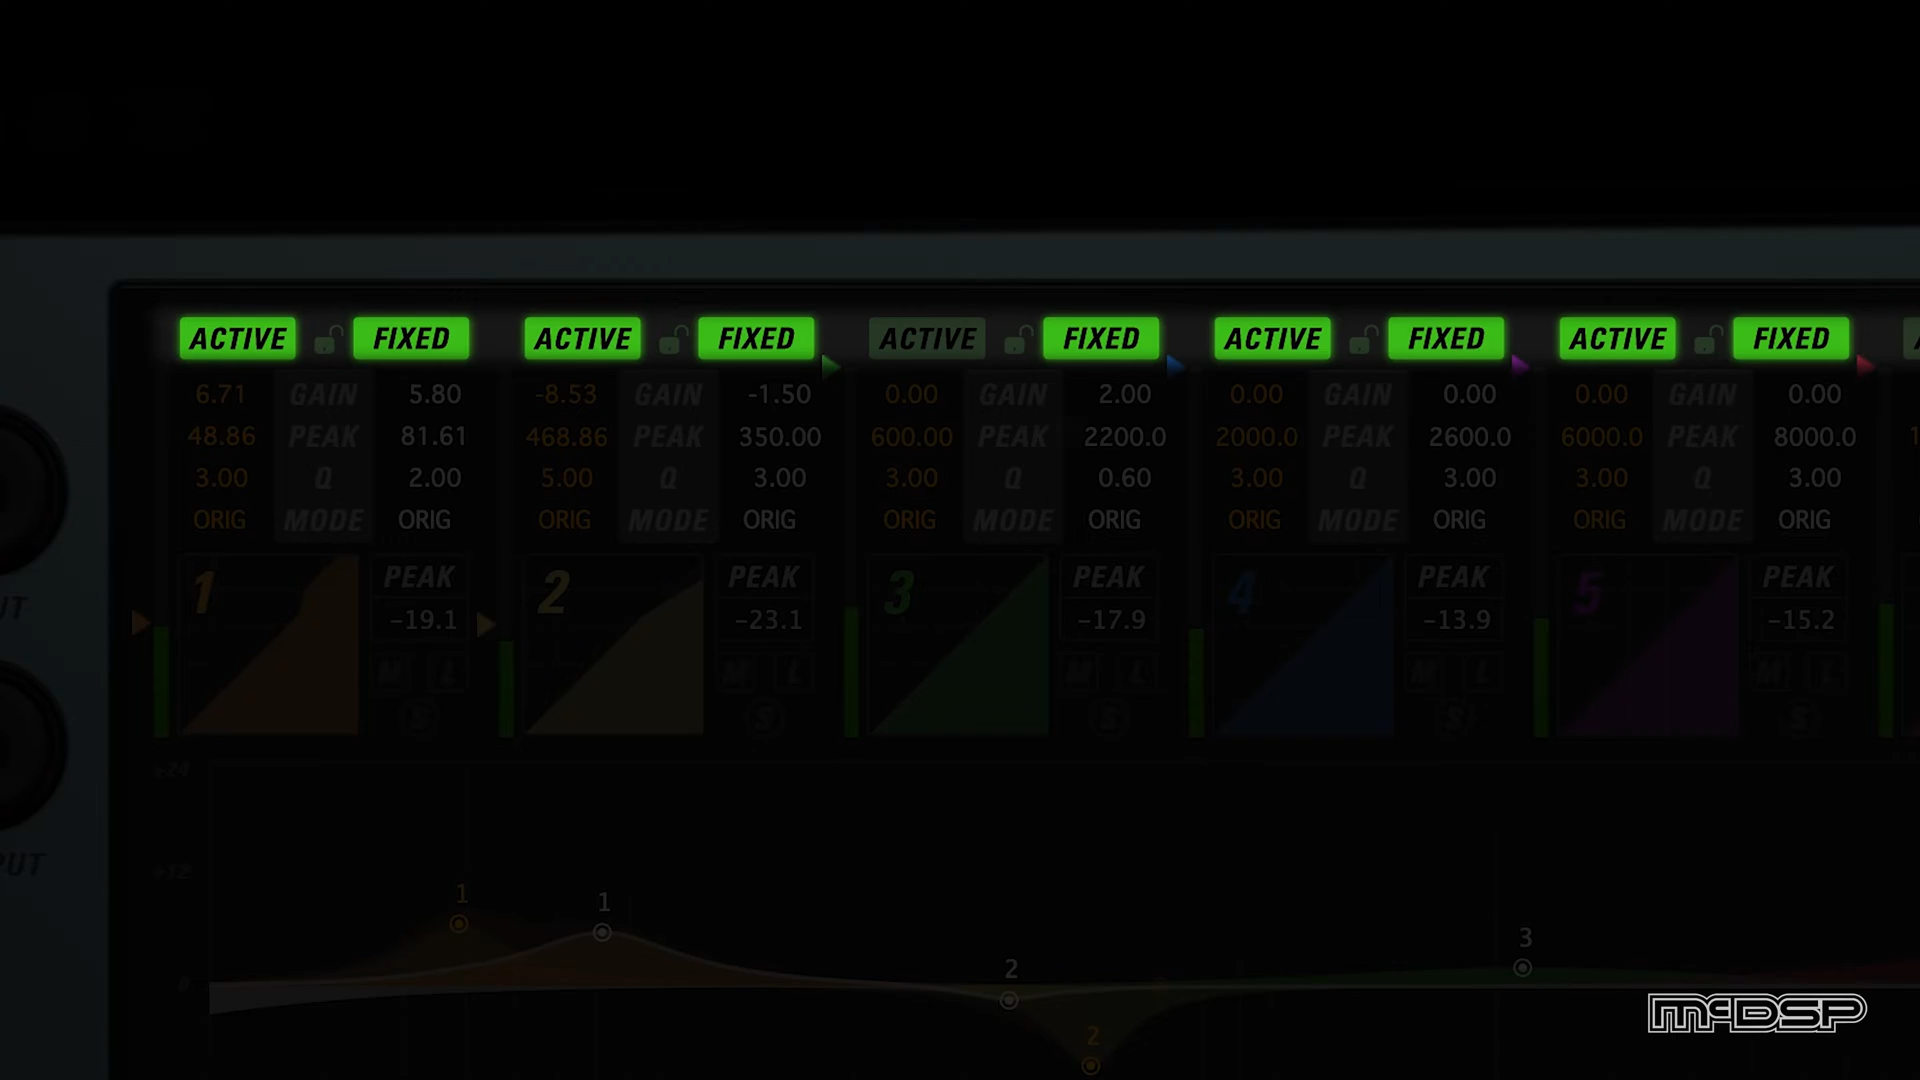 ACTIVE FIXED ACTIVE FIXED ACTIVE FIXED ACTIVE FIXED ACTIVE FIXED
6.71 GAIN 5.80 -8.53 GAIN -1.50 0.00 GAIN 2.00 0.00 GAIN 0.00 0.00 GAIN 0.00
48.86 PEAK 81.61 468.86 PEAK 350.00 600.00 PEAK 2200.0 2000.0 PEAK 2600.0 6000.0 PEAK 8000.0
3.00 Q 2.00 5.00 Q 3.00 3.00 Q 0.60 3.00 Q 3.00 3.00 Q 3.00
ORIG MODE ORIG ORIG MODE ORIG ORIG MODE ORIG ORIG MODE ORIG ORIG MODE ORIG
1 PEAK 2 PEAK 3 PEAK 4 PEAK 5 PEAK
-19.1 -23.1 -17.9 -13.9 -15.2
M L M L M L M L M L
S S S S S
+24
+12
1 1
3
2
0
2
McDSP